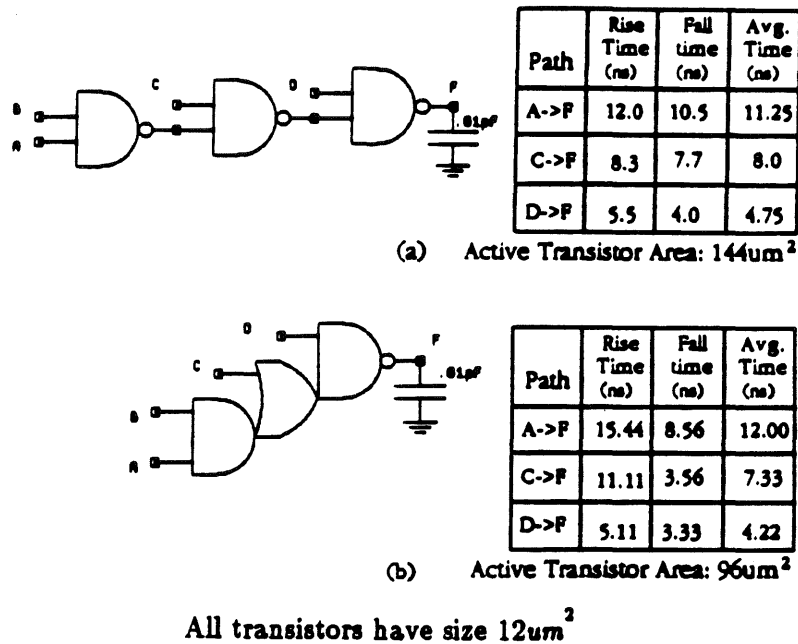 B
A
C
D
F
.01pF
Path Rise Time (ns) Fall time (ns) Avg. Time (ns)
A->F 12.0 10.5 11.25
C->F 8.3 7.7 8.0
D->F 5.5 4.0 4.75
(a) Active Transistor Area: 144um²
B
A
C
D
F
.01pF
Path Rise Time (ns) Fall time (ns) Avg. Time (ns)
A->F 15.44 8.56 12.00
C->F 11.11 3.56 7.33
D->F 5.11 3.33 4.22
(b) Active Transistor Area: 96um²
All transistors have size 12um²